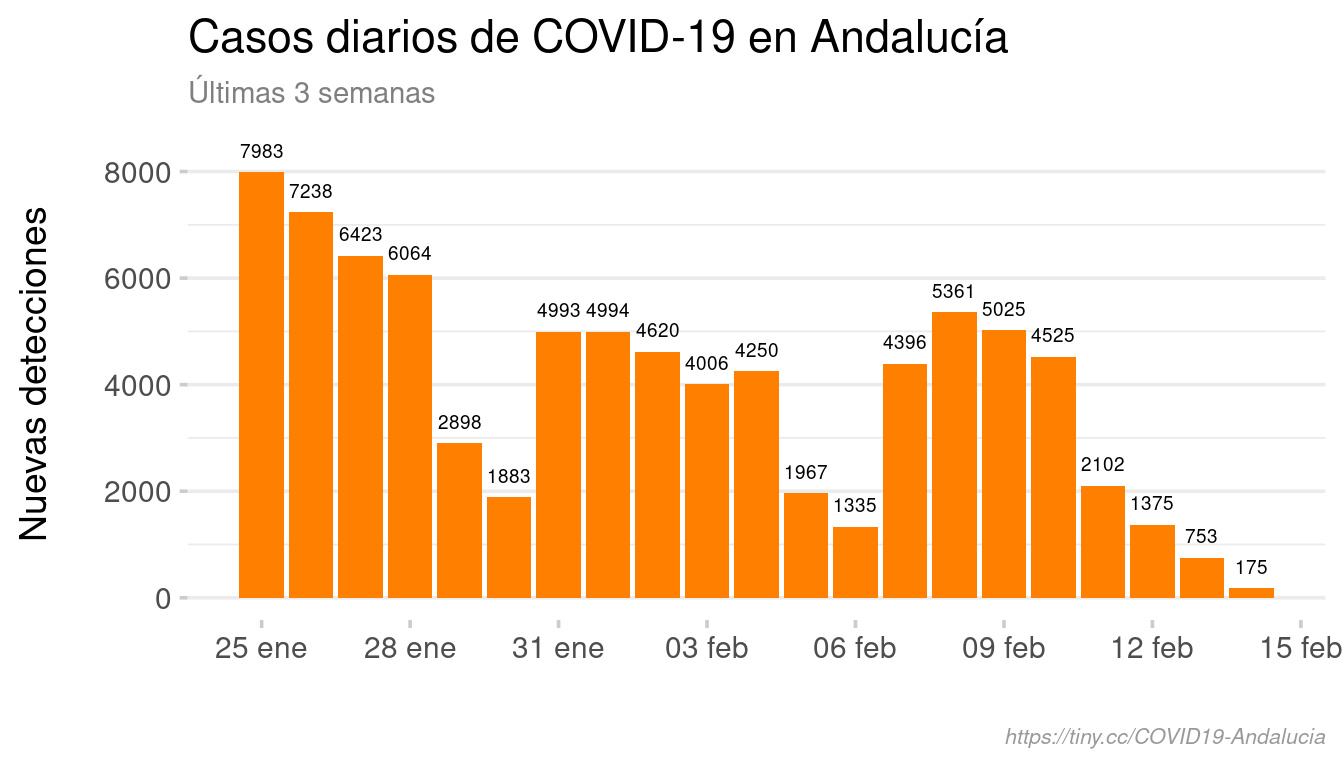 Casos diarios de COVID-19 en Andalucía
Últimas 3 semanas
Nuevas detecciones
8000
6000
4000
2000
0
7983
7238
6423
6064
2898
1883
4993
4994
4620
4006
4250
1967
1335
4396
5361
5025
4525
2102
1375
753
175
25 ene
28 ene
31 ene
03 feb
06 feb
09 feb
12 feb
15 feb
https://tiny.cc/COVID19-Andalucia